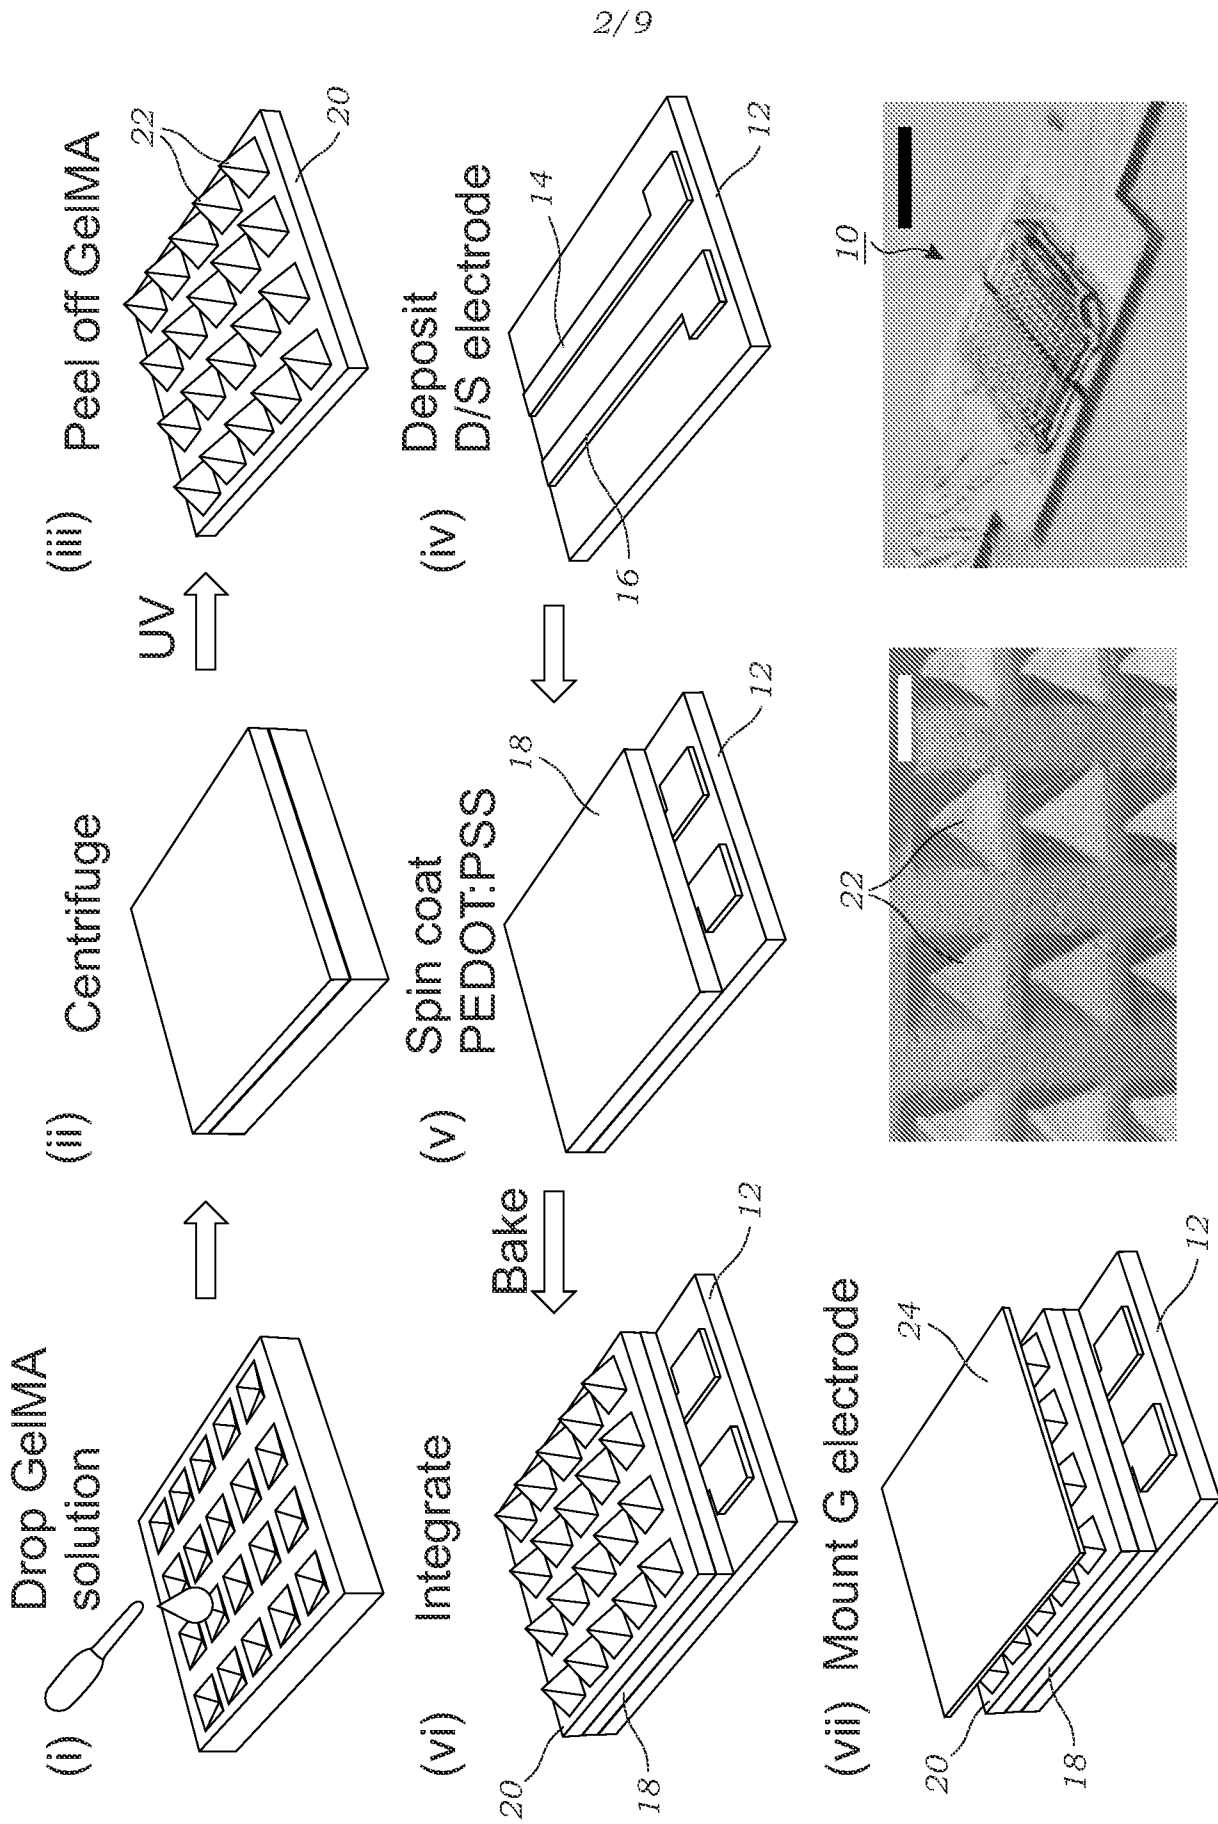 2/9
(i) Drop GelMA
solution
(ii) Centrifuge
UV
(iii) Peel off GelMA
22
20
(vi) Integrate
20
18
12
Bake
(v) Spin coat
PEDOT:PSS
18
12
(iv) Deposit
D/S electrode
14
16
12
(vii) Mount G electrode
24
20
18
12
22
10